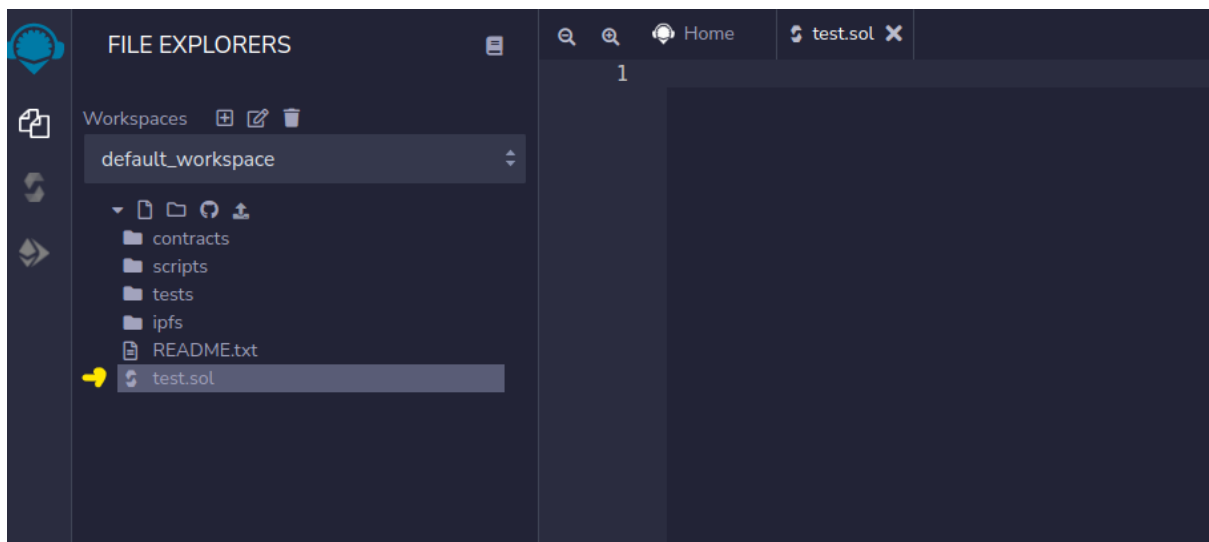 FILE EXPLORERS
Home
test.sol
1
Workspaces
default_workspace
contracts
scripts
tests
ipfs
README.txt
test.sol